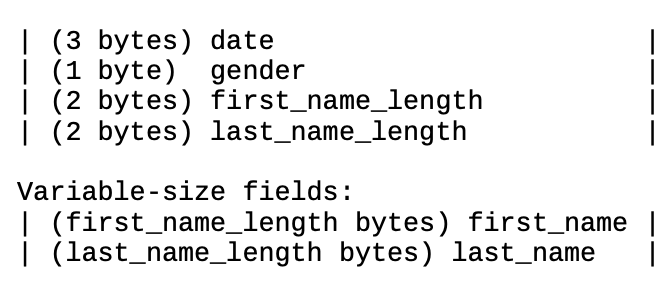 | (3 bytes) date                       |
| (1 byte)  gender                     |
| (2 bytes) first_name_length          |
| (2 bytes) last_name_length           |
Variable-size fields:
| (first_name_length bytes) first_name |
| (last_name_length bytes) last_name   |